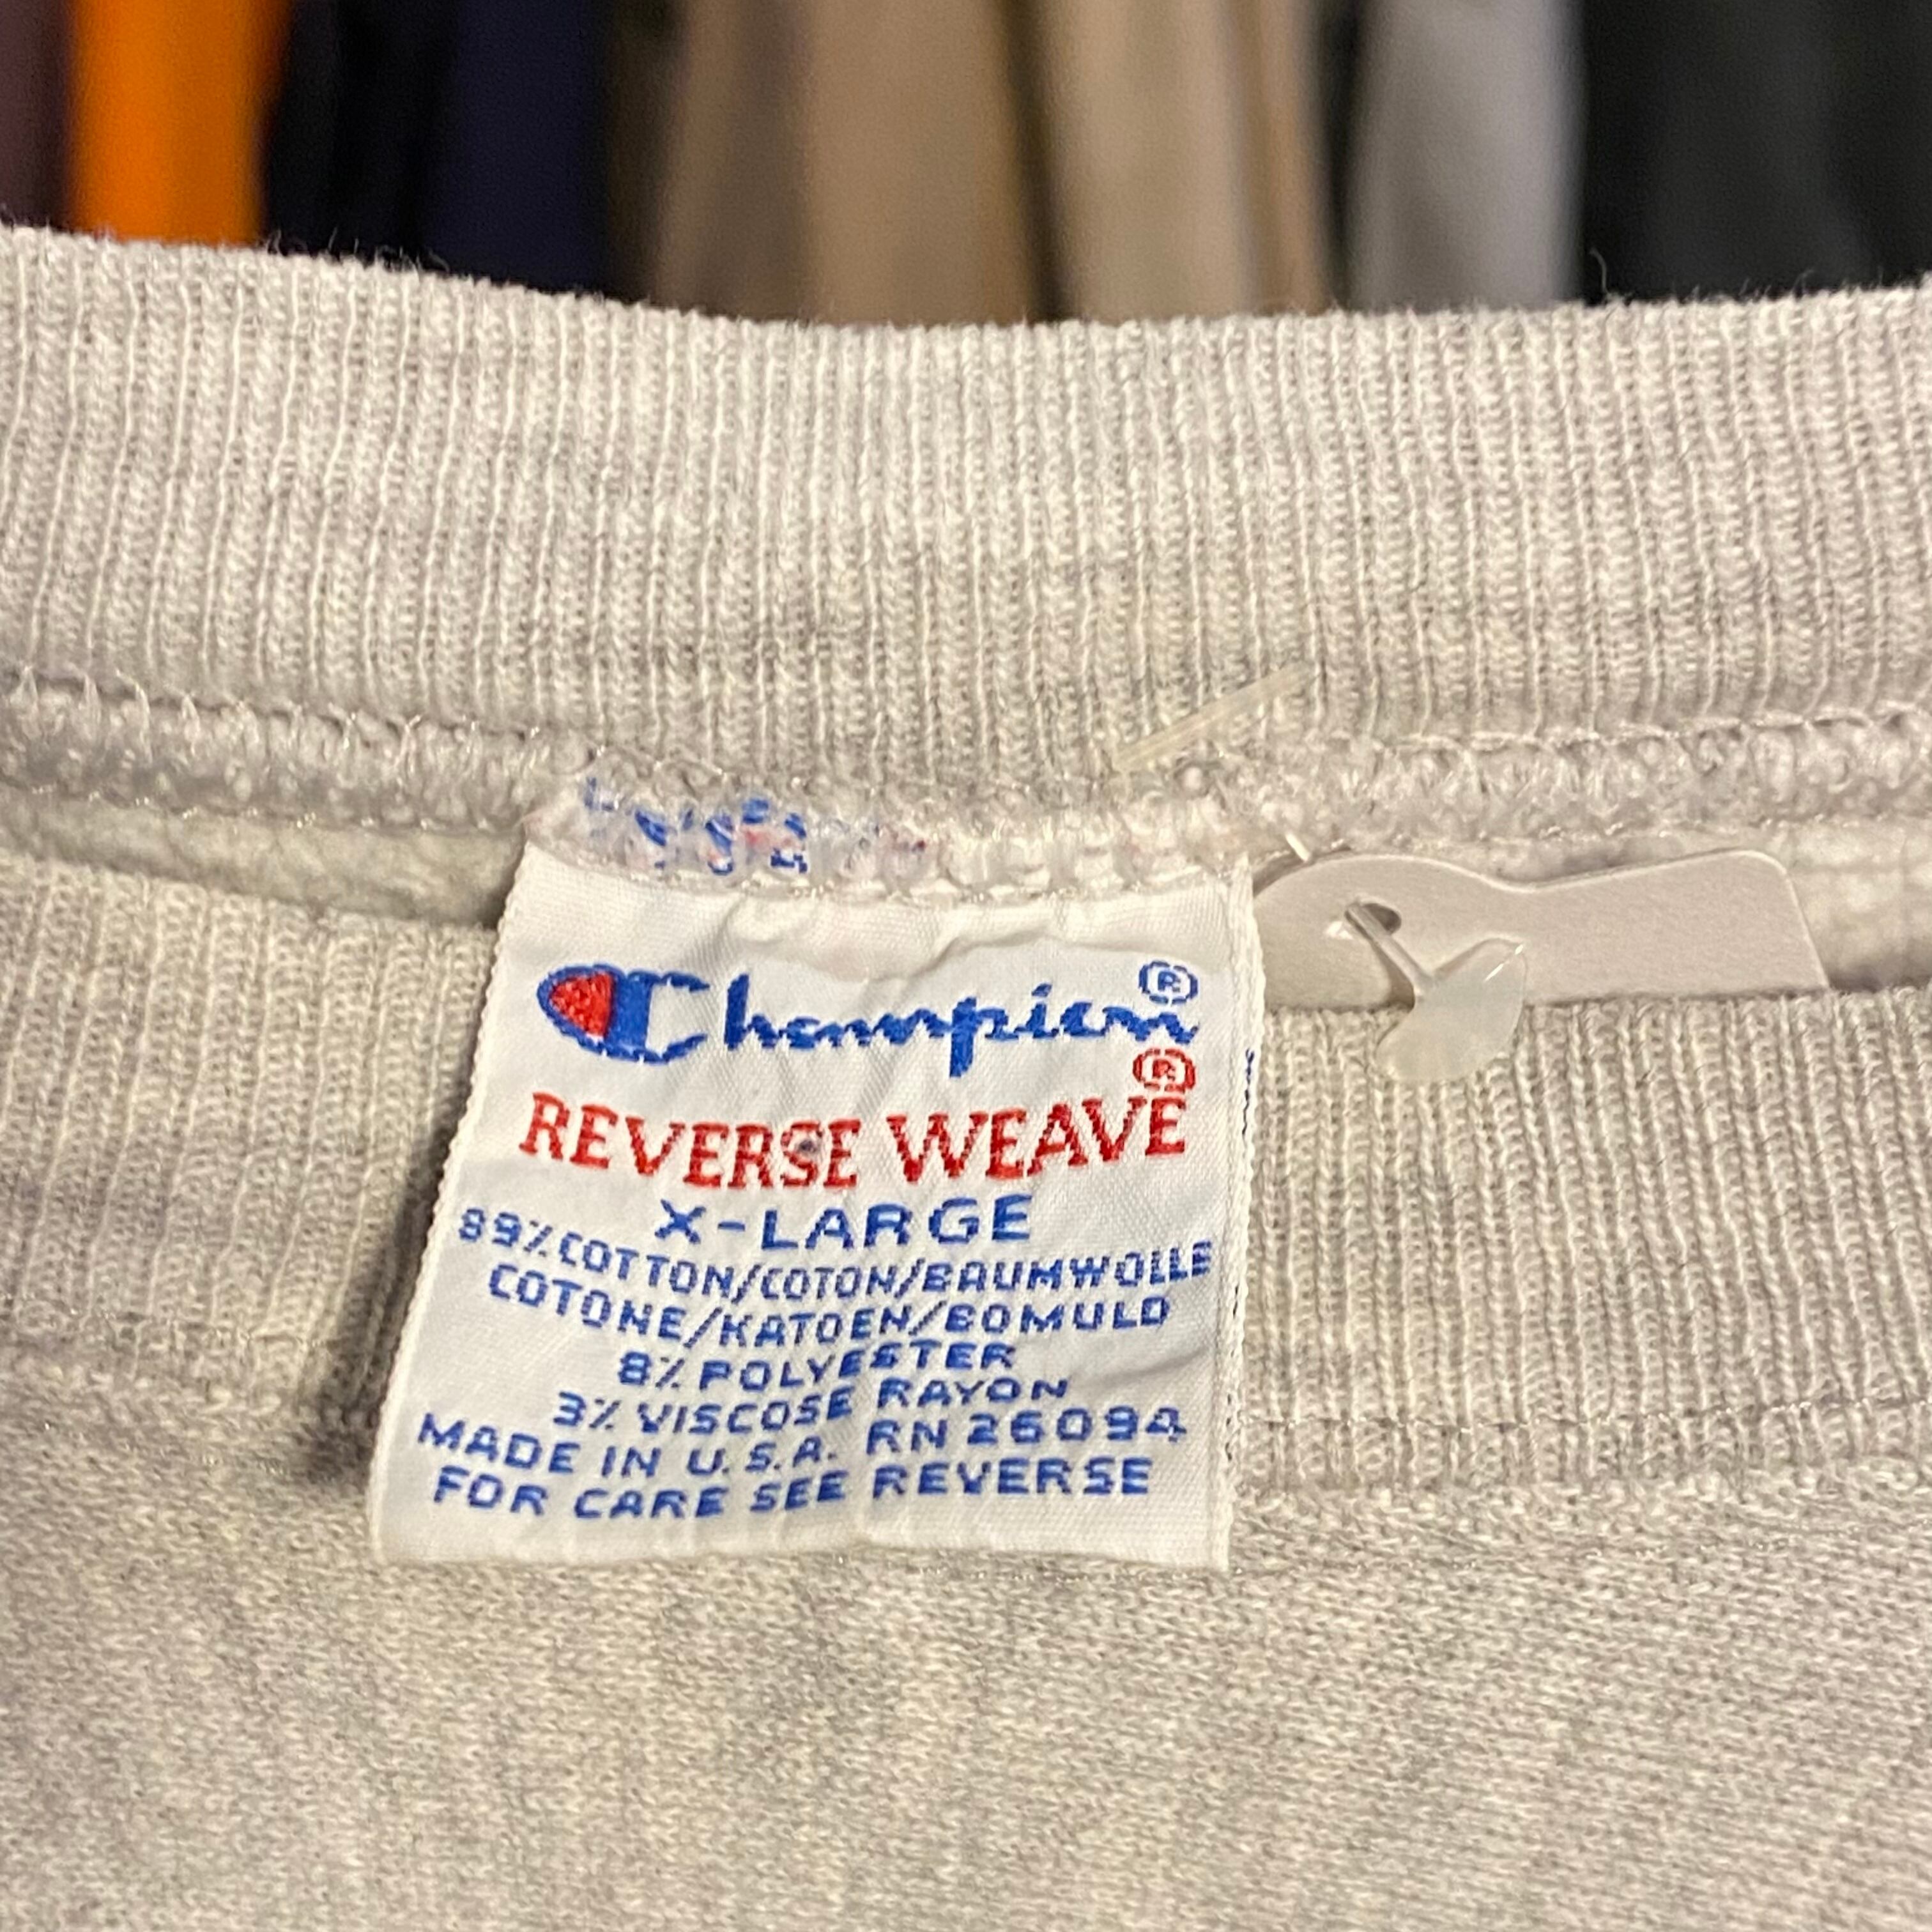 Champion®
REVERSE WEAVE®
X-LARGE
89% COTTON/COTON/BAUMWOLLE
COTONE/KATOEN/BOMULD
8% POLYESTER
3% VISCOSE RAYON
MADE IN U.S.A. RN 26094
FOR CARE SEE REVERSE